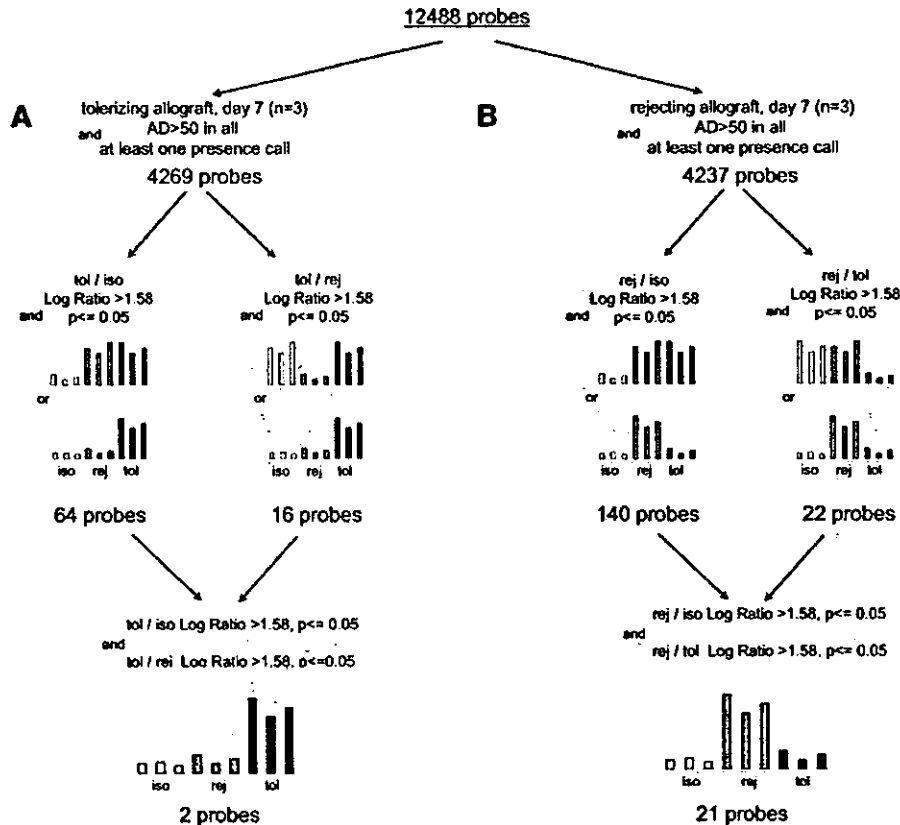 12488 probes
A
tolerizing allograft, day 7 (n=3)
and AD>50 in all
at least one presence call
4269 probes
tol / iso
Log Ratio >1.58
and p<= 0.05
or
iso rej tol
64 probes
tol / rej
Log Ratio >1.58
and p<= 0.05
or
iso rej tol
16 probes
tol / iso Log Ratio >1.58, p<= 0.05
and
tol / rej Log Ratio >1.58, p<=0.05
iso rej tol
2 probes
B
rejecting allograft, day 7 (n=3)
and AD>50 in all
at least one presence call
4237 probes
rej / iso
Log Ratio >1.58
and p<= 0.05
or
iso rej tol
140 probes
rej / tol
Log Ratio >1.58
and p<= 0.05
or
iso rej tol
22 probes
rej / iso Log Ratio >1.58, p<= 0.05
and
rej / tol Log Ratio >1.58, p<= 0.05
iso rej tol
21 probes